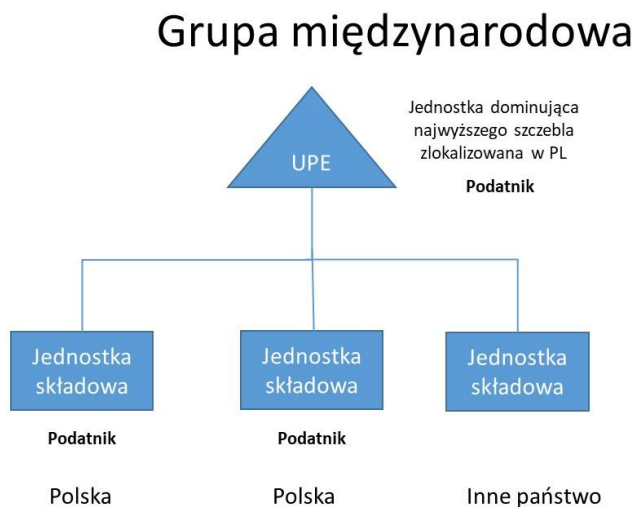 Grupa międzynarodowa
Jednostka dominująca
najwyższego szczebla
zlokalizowana w PL
Podatnik
UPE
Jednostka
składowa
Jednostka
składowa
Jednostka
składowa
Podatnik
Podatnik
Polska
Polska
Inne państwo